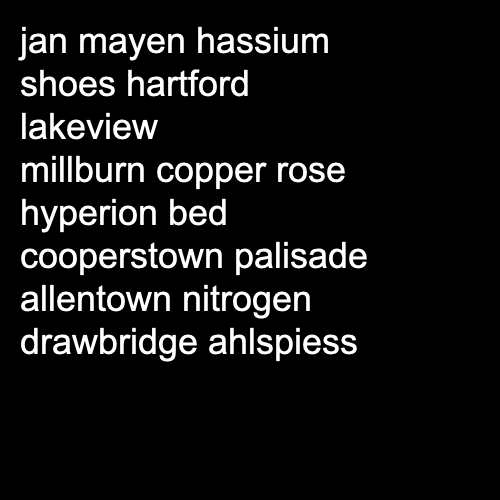 jan mayen hassium
shoes hartford
lakeview
millburn copper rose
hyperion bed
cooperstown palisade
allentown nitrogen
drawbridge ahlspiess